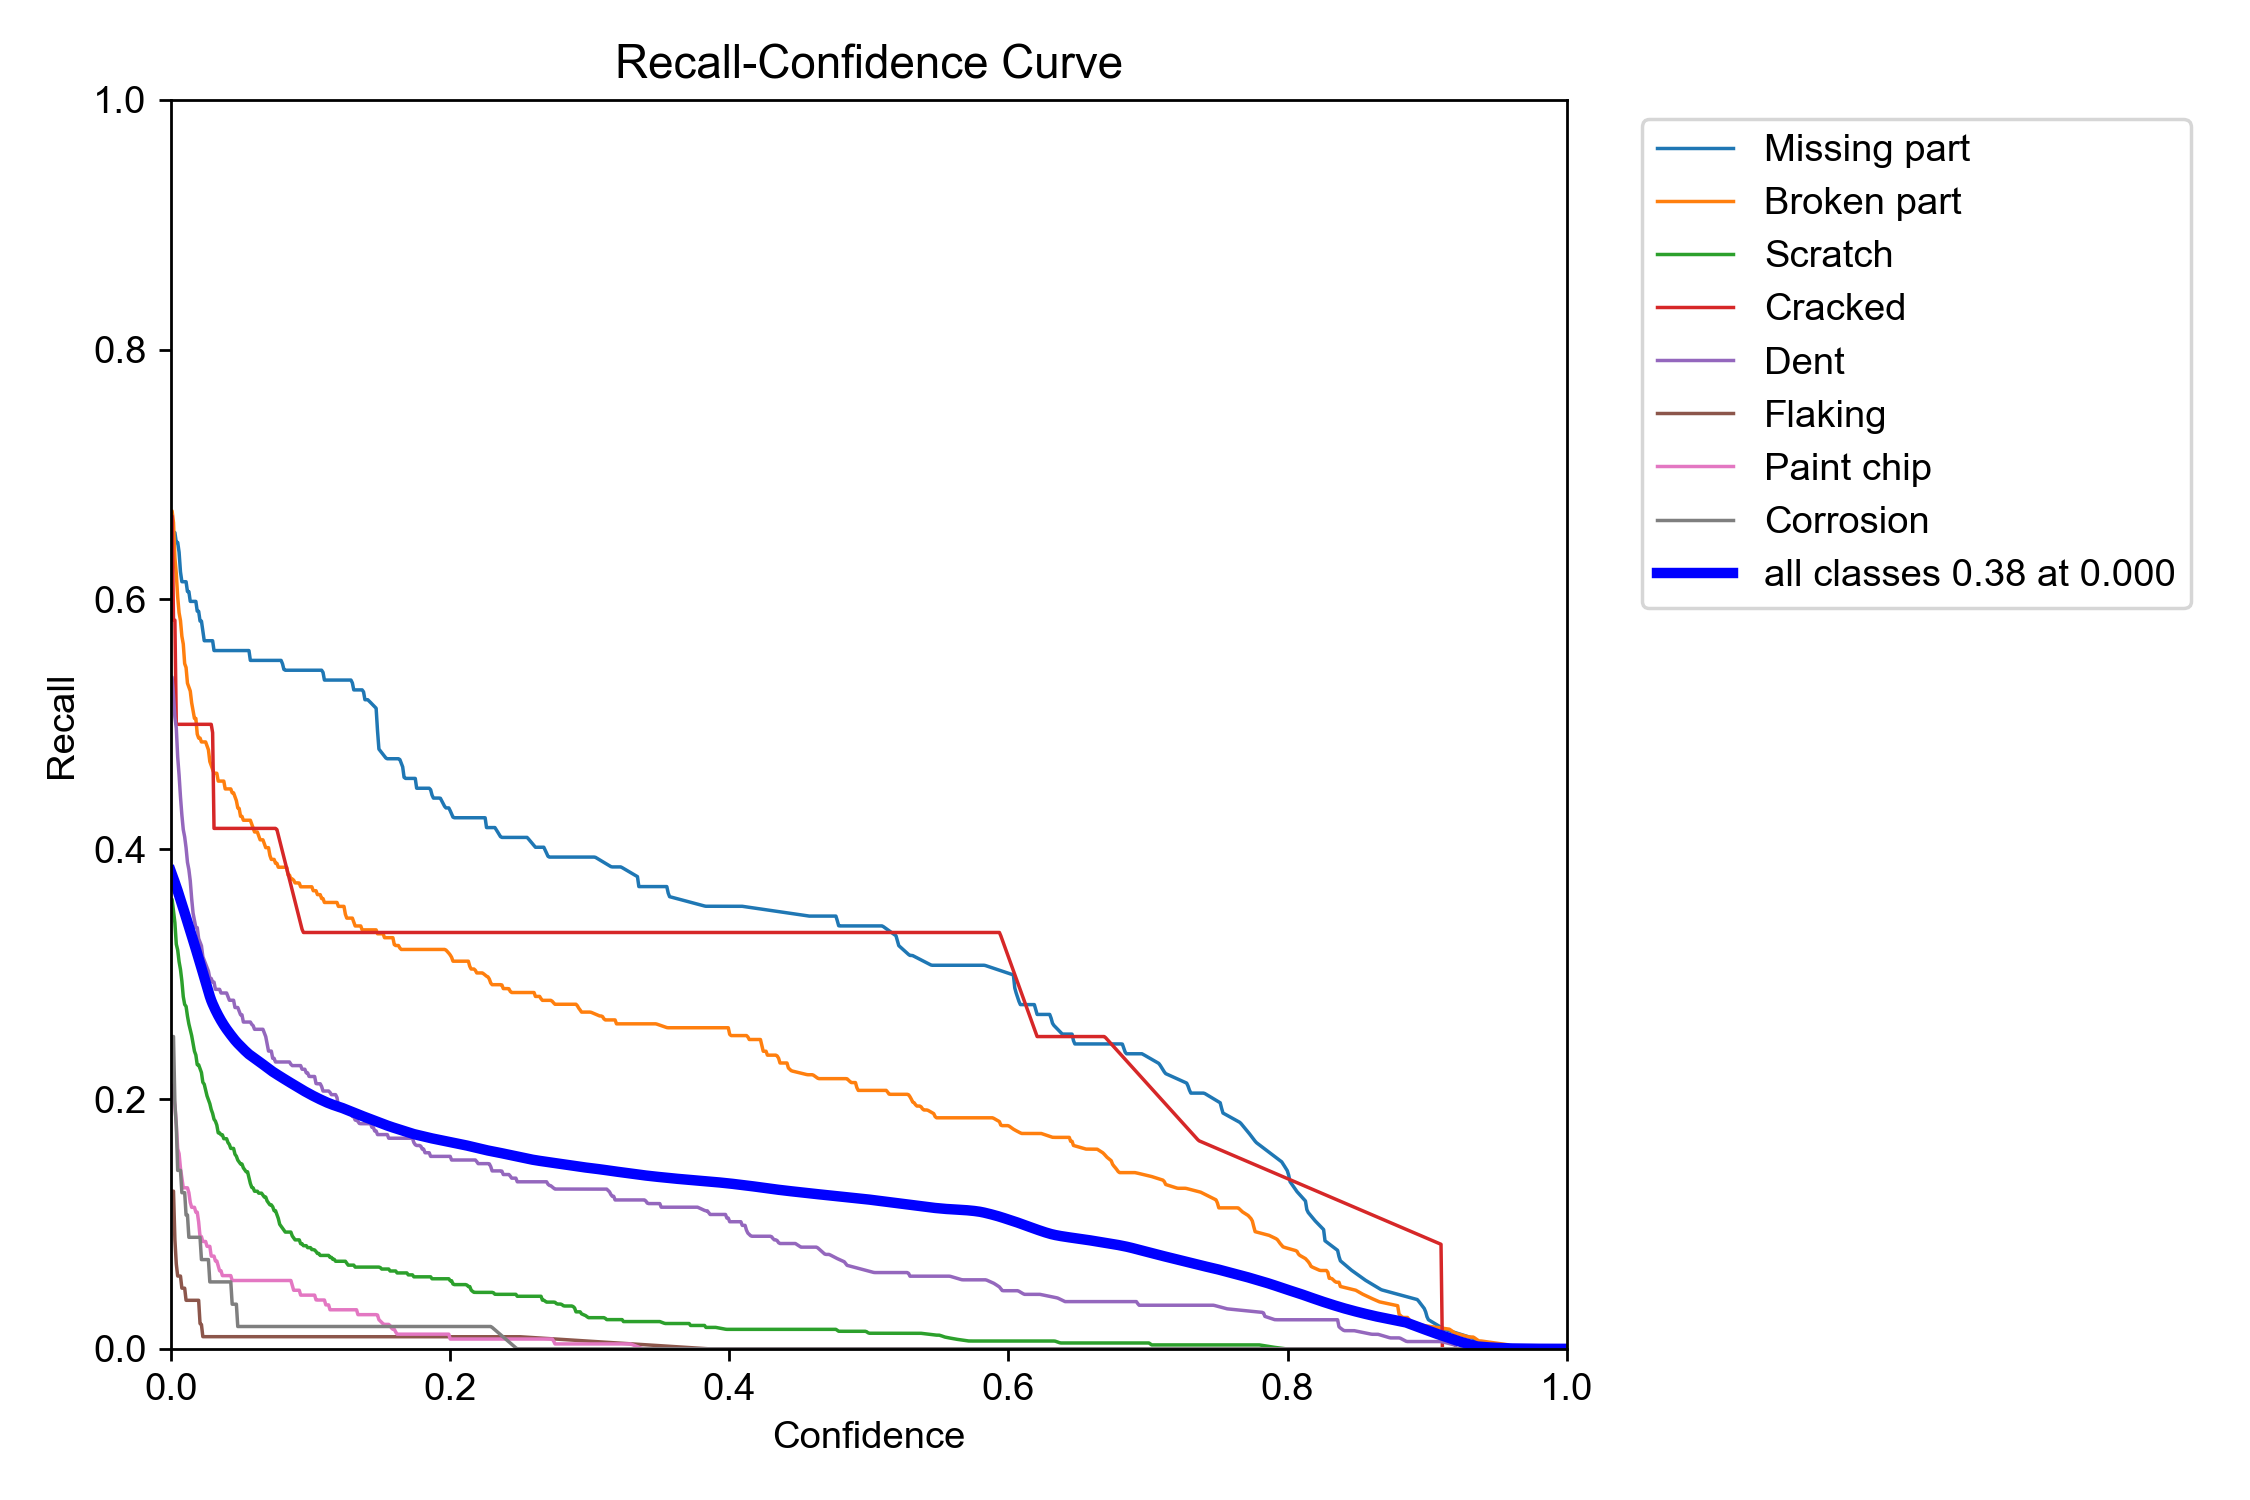 Recall-Confidence Curve
1.0
0.8
0.6
0.4
0.2
0.0
Recall
0.0 0.2 0.4 0.6 0.8 1.0
Confidence
Missing part
Broken part
Scratch
Cracked
Dent
Flaking
Paint chip
Corrosion
all classes 0.38 at 0.000